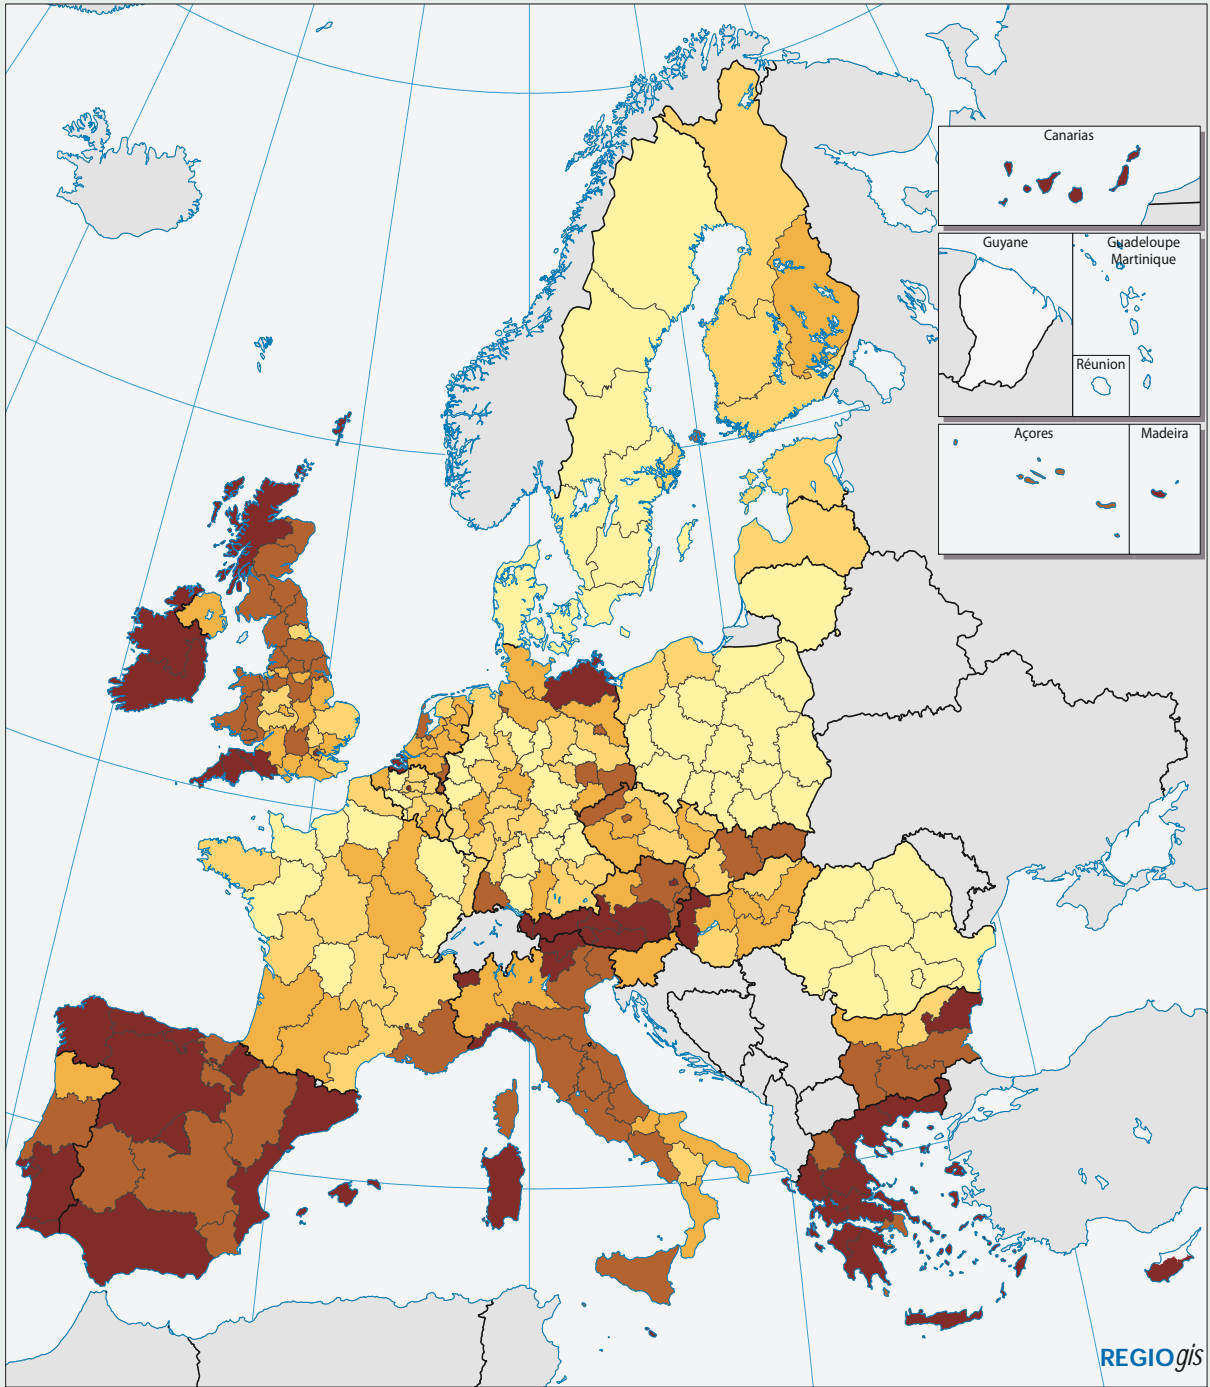 Canarias
Guyane
Guadeloupe
Martinique
Réunion
Açores
Madeira
REGIOgis